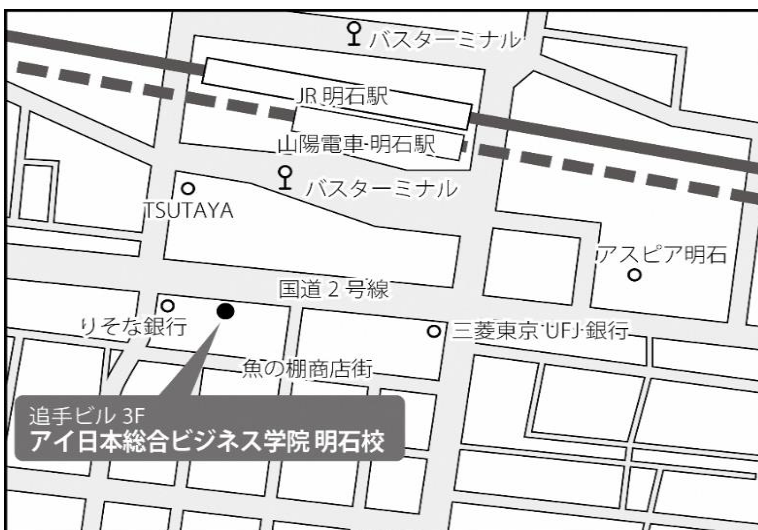 バスターミナル
JR 明石駅
山陽電車・明石駅
バスターミナル
TSUTAYA
アスピア明石
国道 2 号線
りそな銀行
三菱東京 UFJ 銀行
魚の棚商店街
追手ビル 3F
アイ日本総合ビジネス学院 明石校